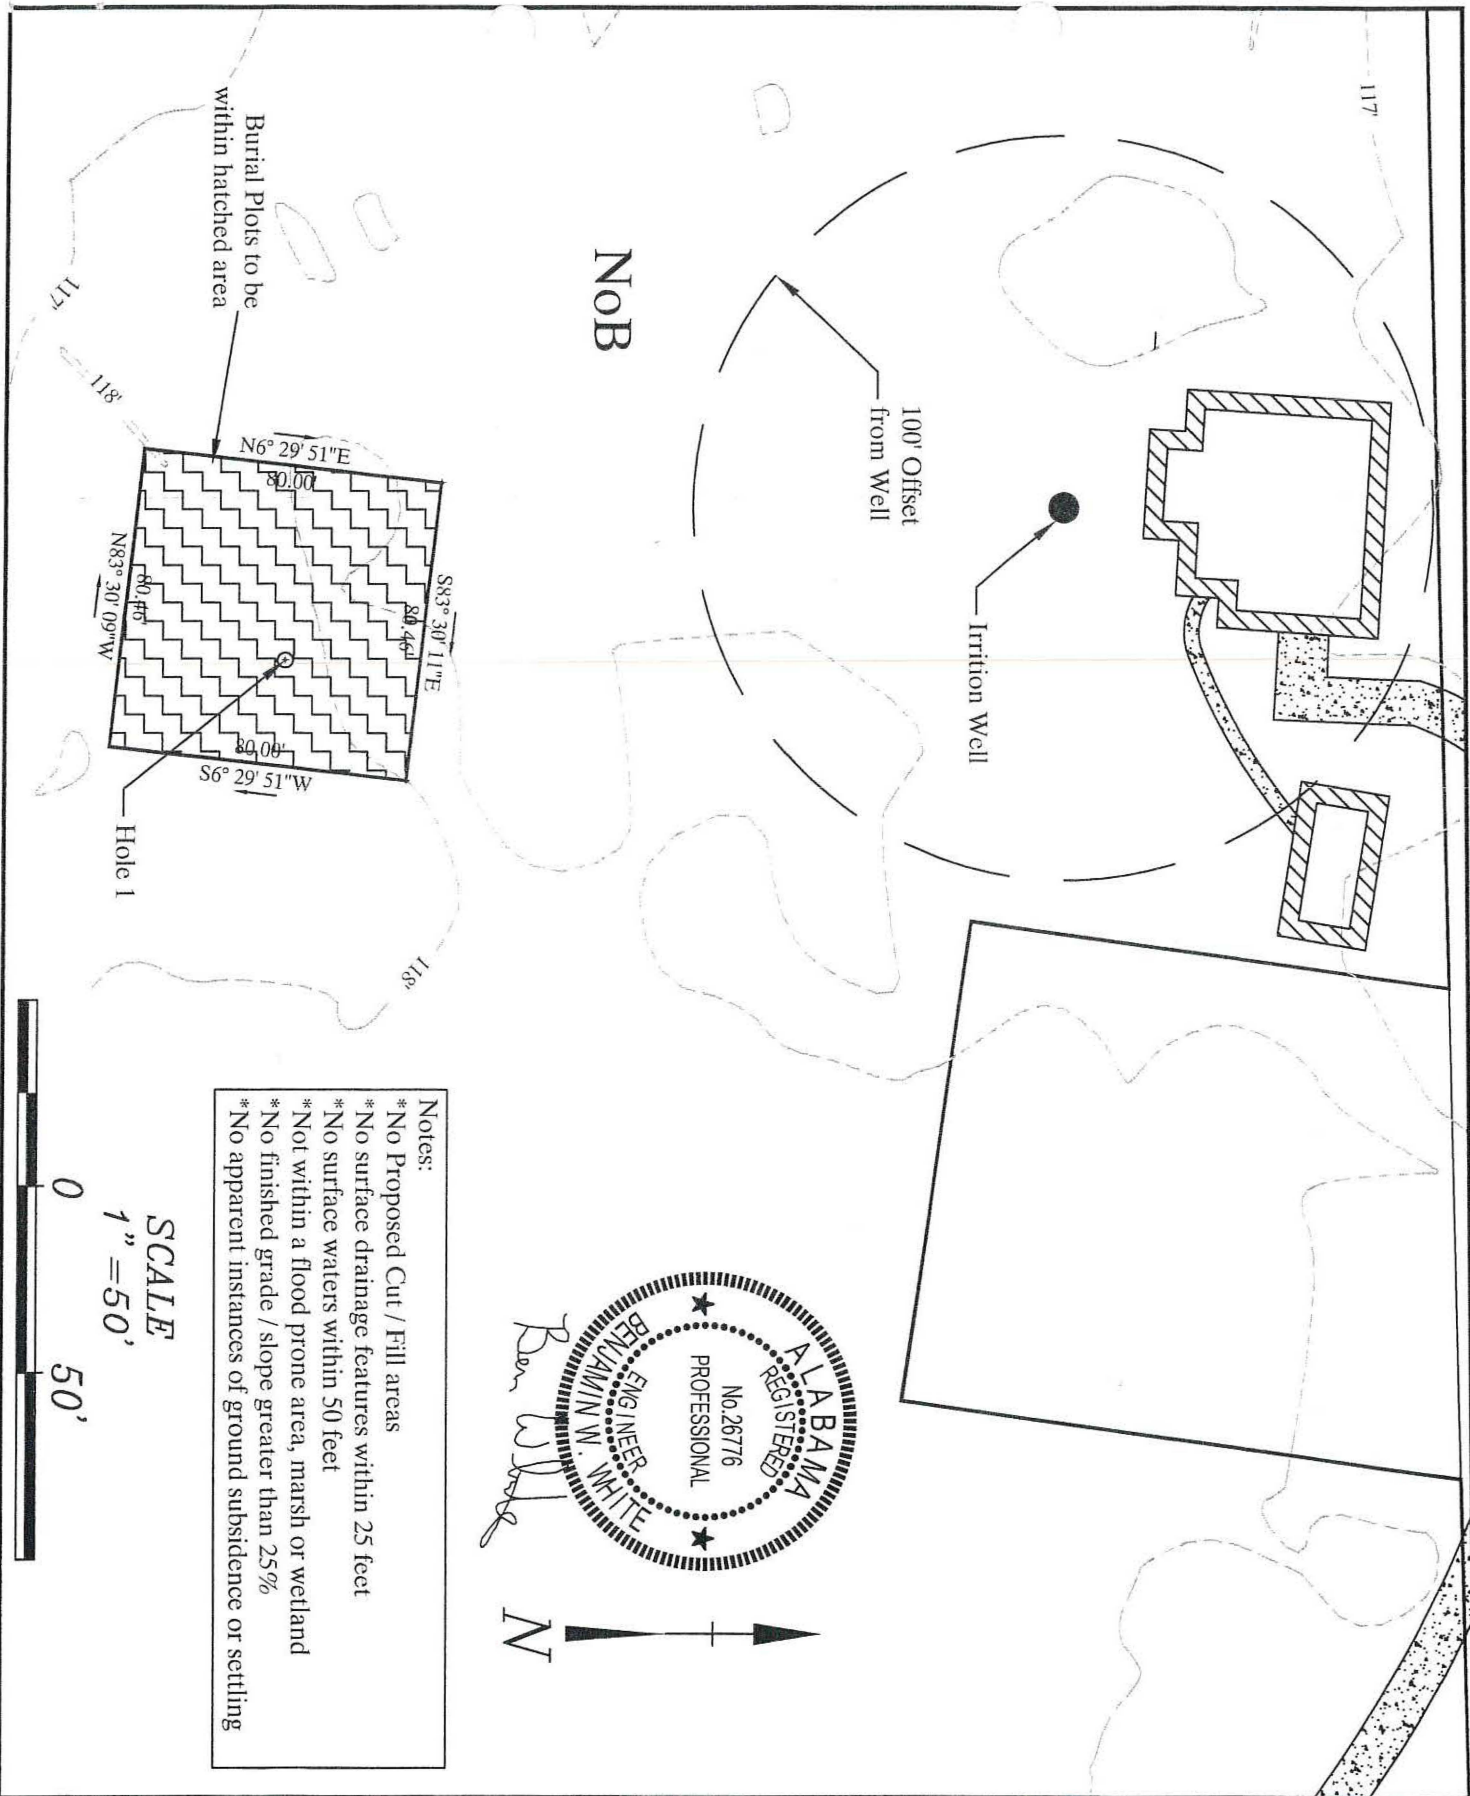 117'
100' Offset
from Well
Irrition Well
NoB
Burial Plots to be
within hatched area
117'
118'
N6° 29' 51"E
80.00'
S83° 30' 11"E
80.46'
N83° 30' 09"W
80.46'
80.00'
S6° 29' 51"W
Hole 1
118'
ALABAMA
REGISTERED
No.26776
PROFESSIONAL
ENGINEER
BENJAMIN W. WHITE
Ben White
N
Notes:
*No Proposed Cut / Fill areas
*No surface drainage features within 25 feet
*No surface waters within 50 feet
*Not within a flood prone area, marsh or wetland
*No finished grade / slope greater than 25%
*No apparent instances of ground subsidence or settling
SCALE
1"=50'
0
50'